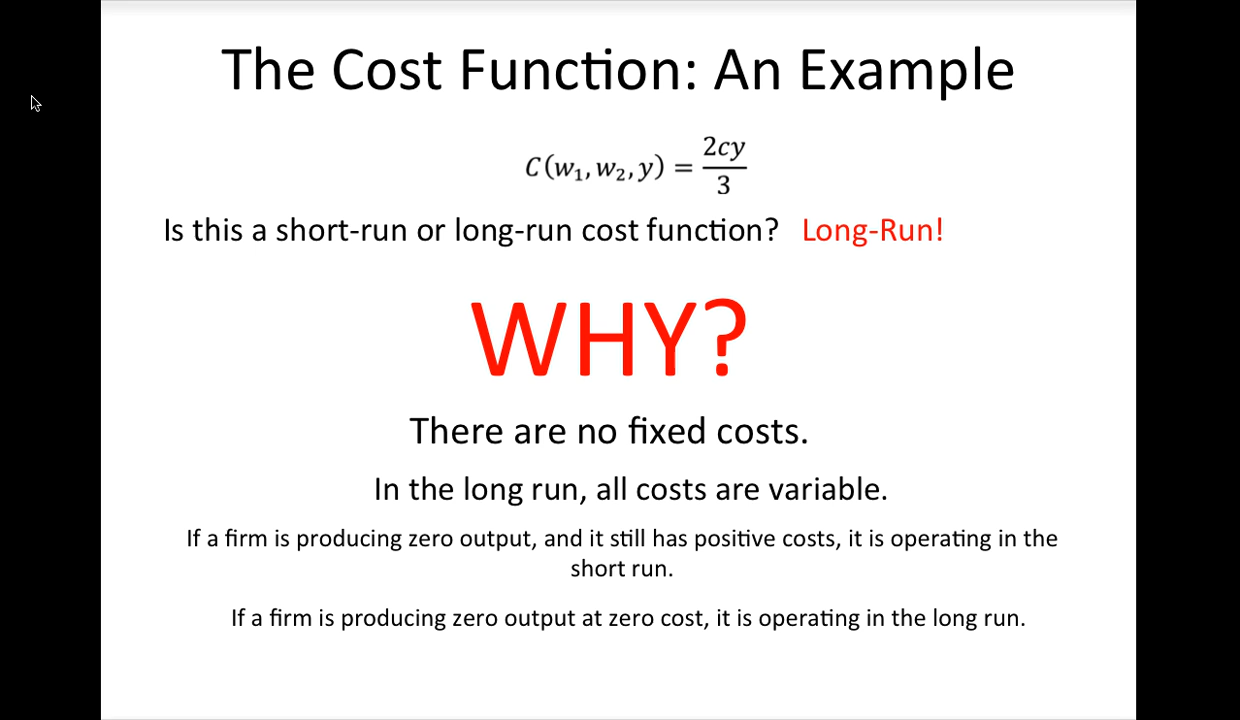 The Cost Function: An Example
C(w₁, w₂, y) = 2cy/3
Is this a short-run or long-run cost function? Long-Run!
WHY?
There are no fixed costs.
In the long run, all costs are variable.
If a firm is producing zero output, and it still has positive costs, it is operating in the
short run.
If a firm is producing zero output at zero cost, it is operating in the long run.